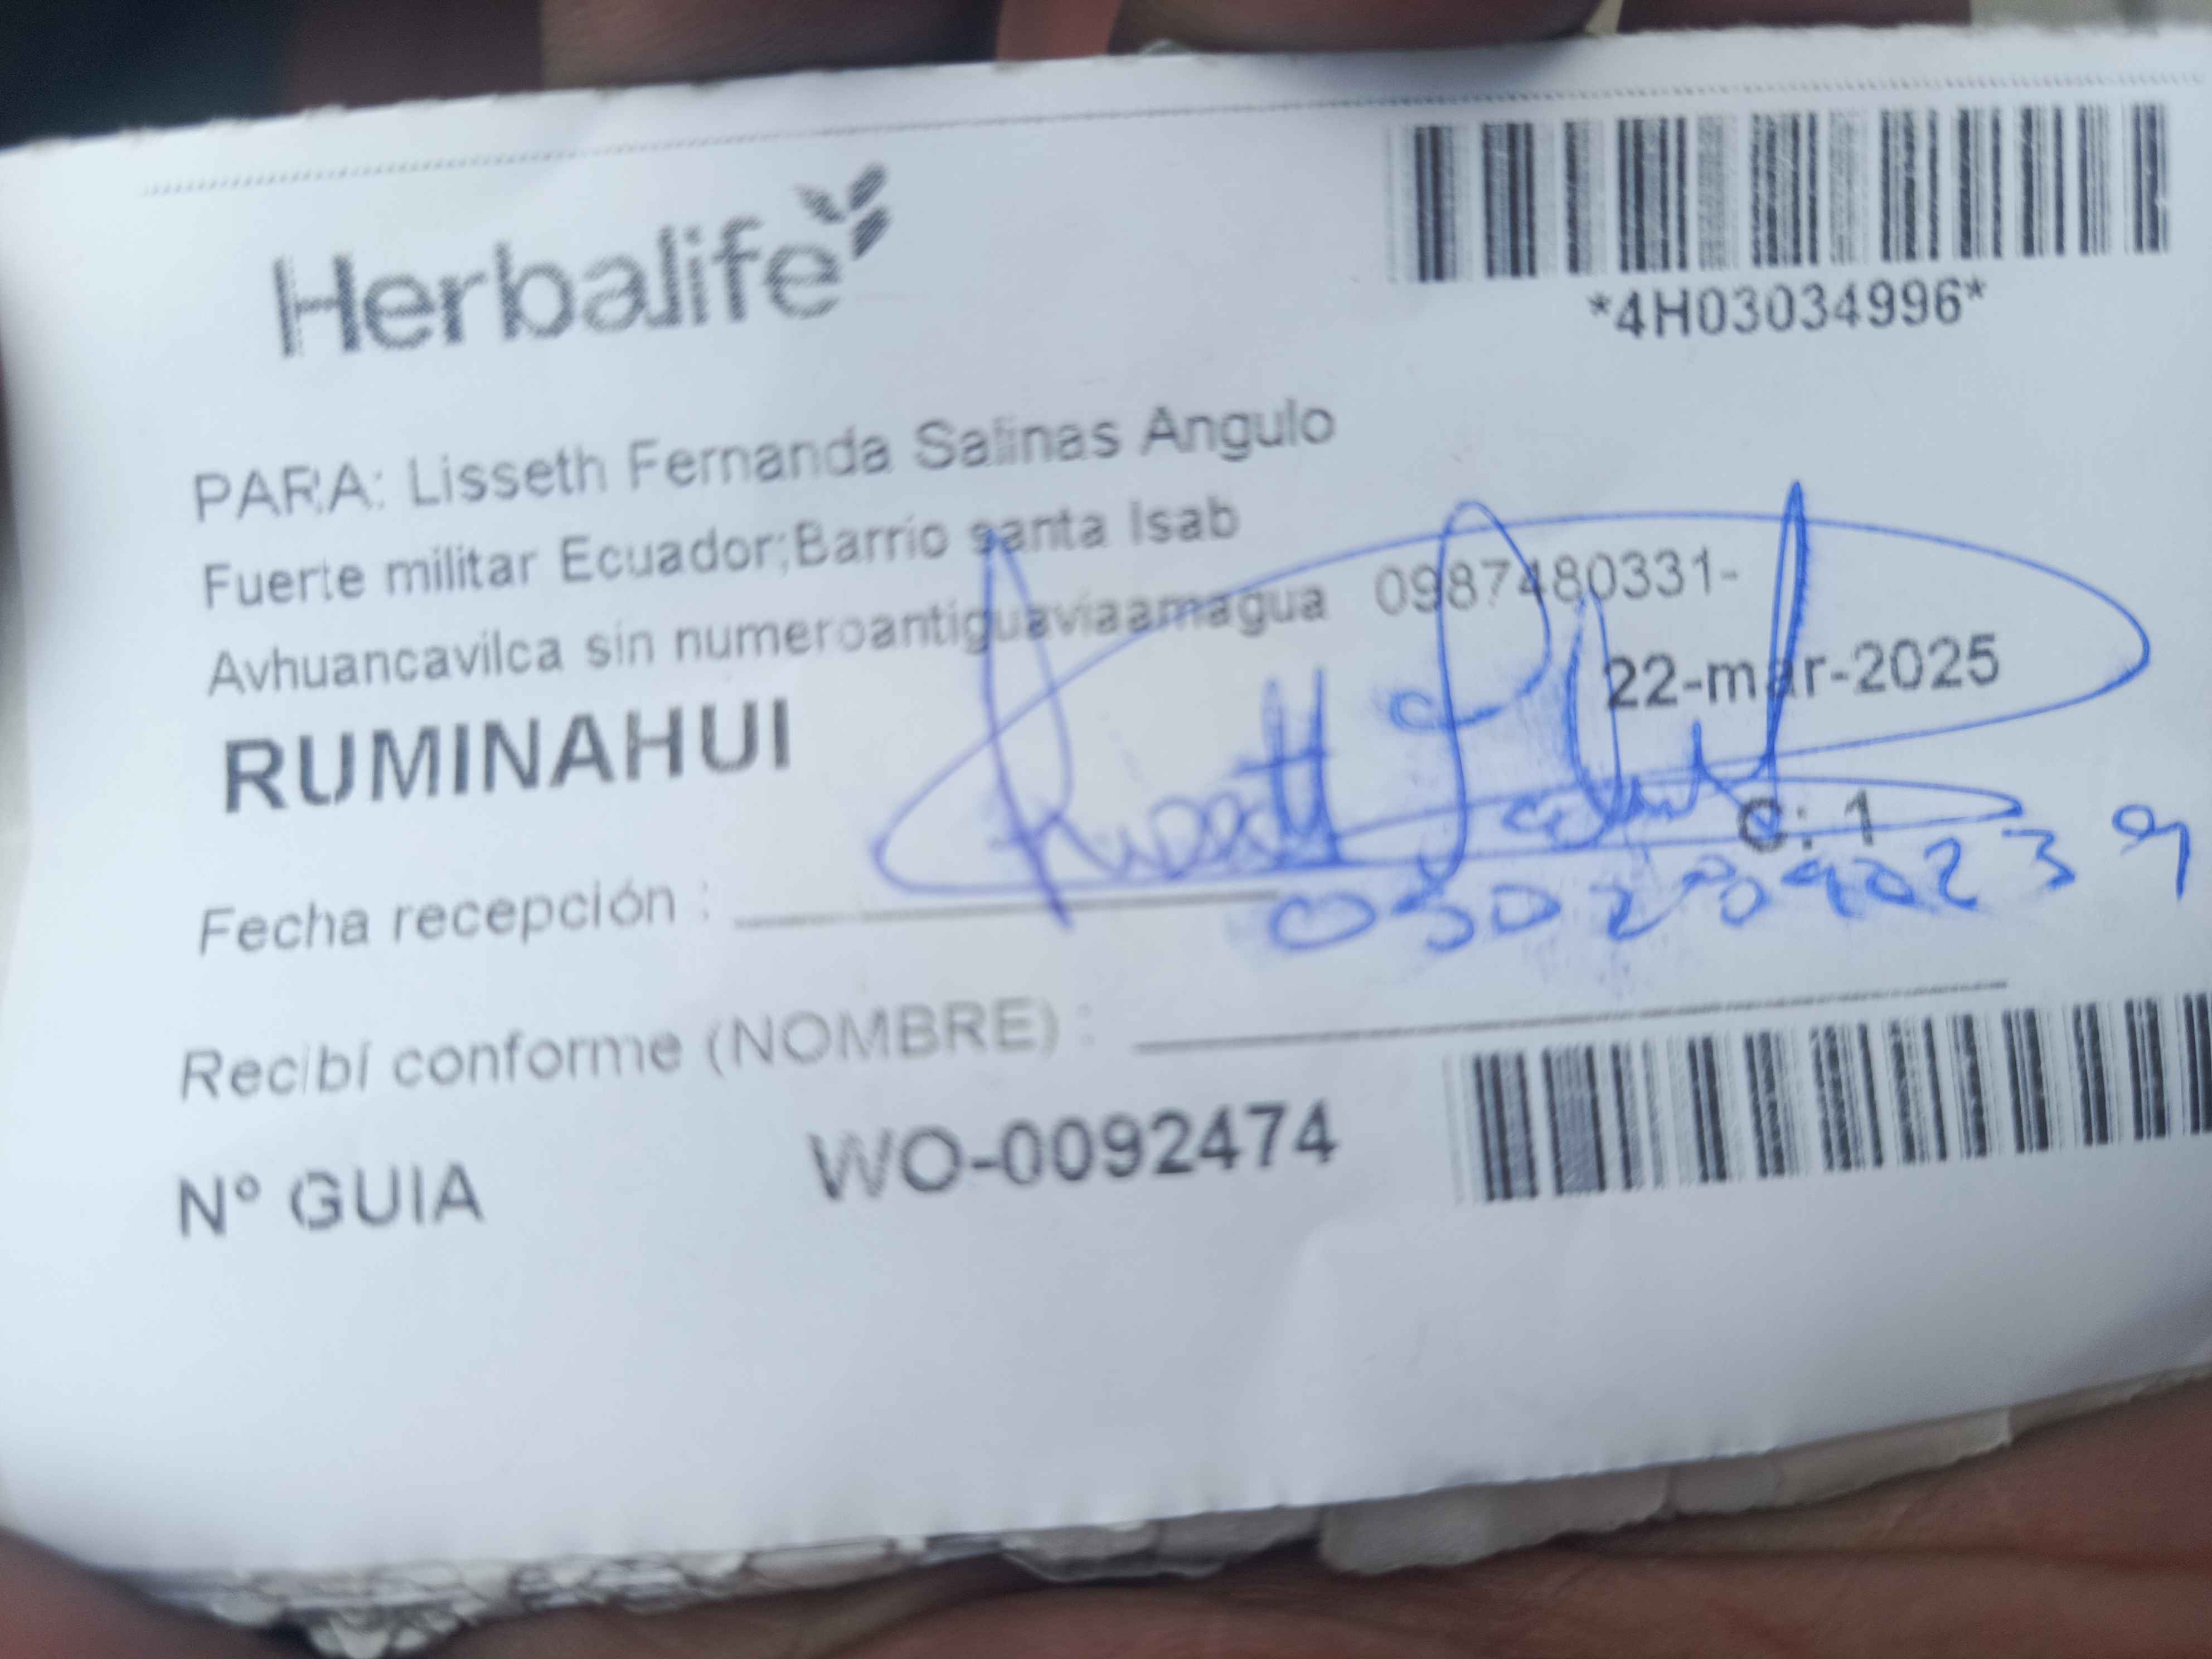 Herbalife
*4H03034996*
PARA: Lisseth Fernanda Salinas Angulo
Fuerte militar Ecuador;Barrio santa Isab
Avhuancavilca sin numeroantiguaviaamagua 0987480331-
22-mar-2025
RUMINAHUI
C: 1
Fecha recepción :
Recibí conforme (NOMBRE) :
Nº GUIA WO-0092474